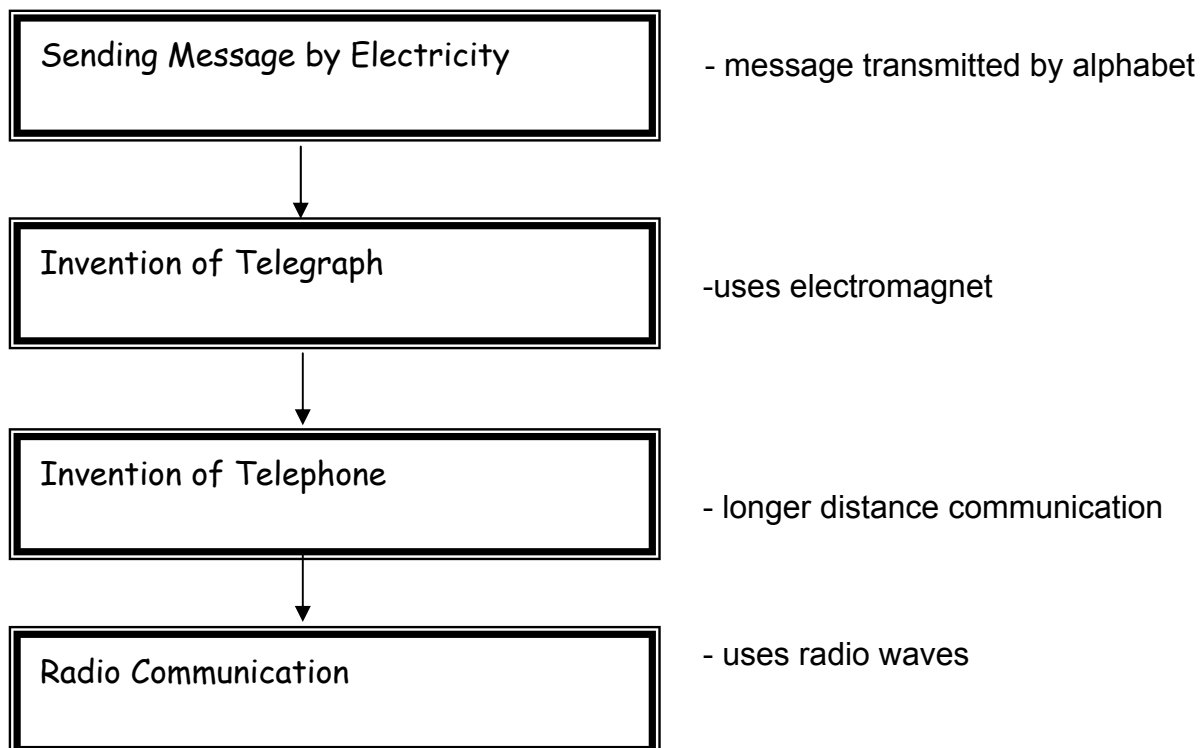 Sending Message by Electricity
- message transmitted by alphabet
Invention of Telegraph
-uses electromagnet
Invention of Telephone
- longer distance communication
Radio Communication
- uses radio waves